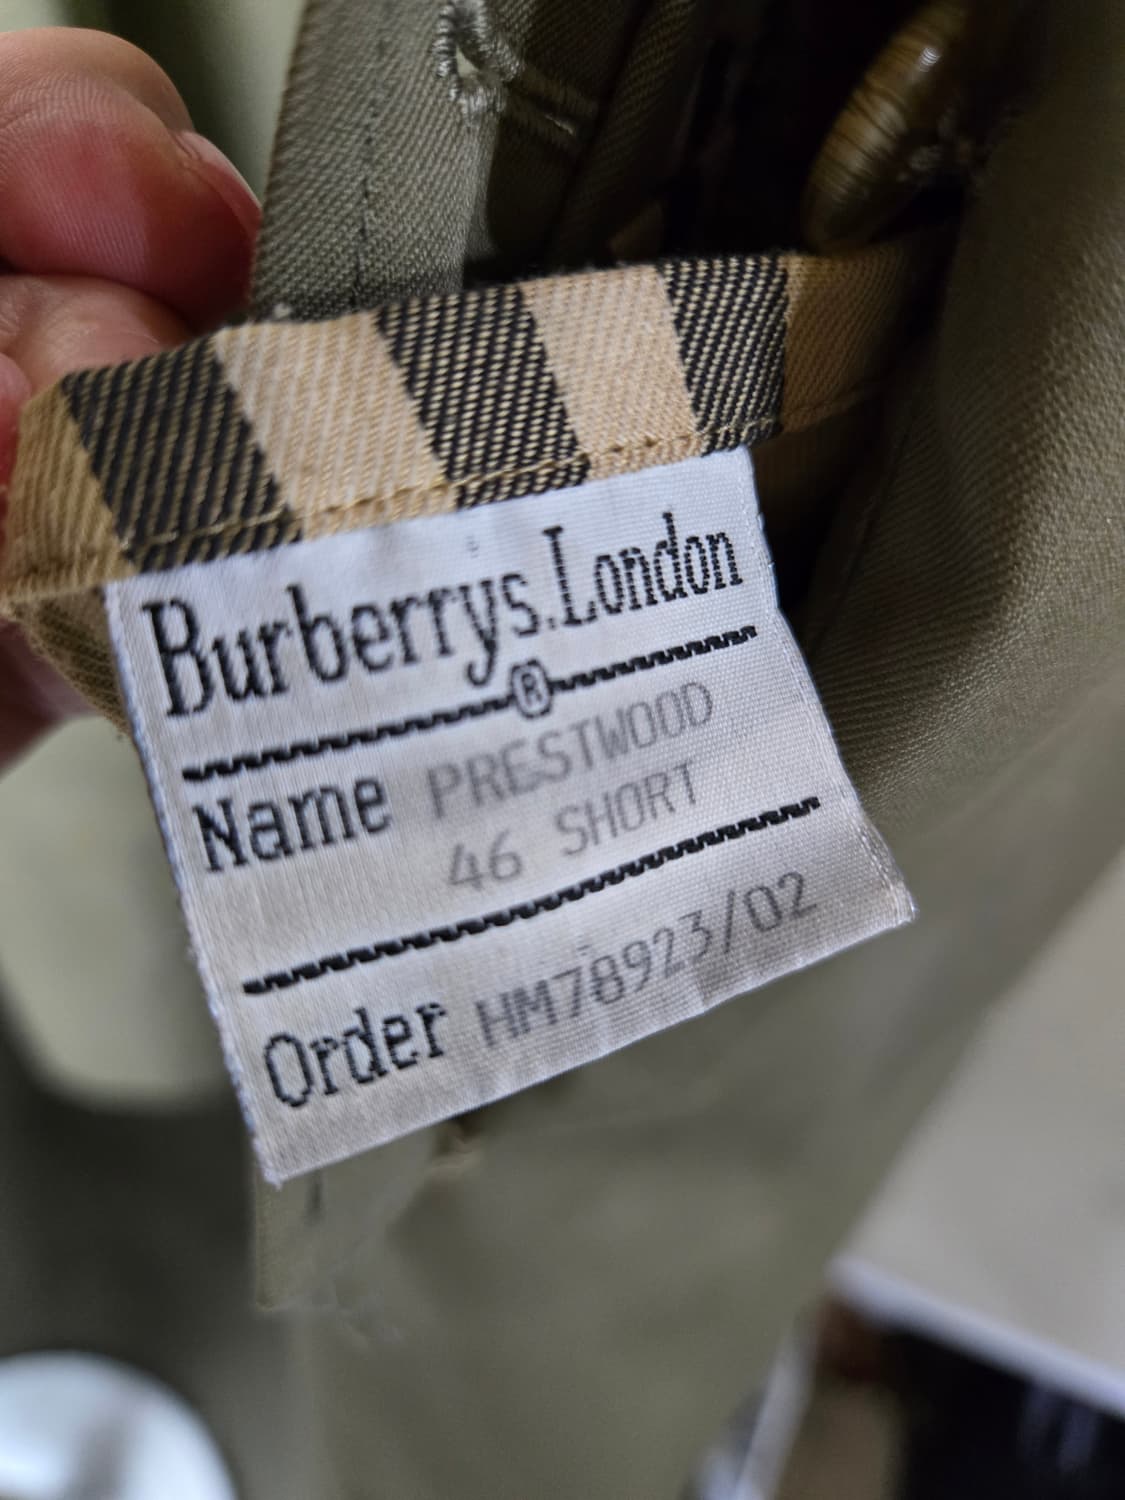 Burberrys.London
®
Name PRESTWOOD
46 SHORT
Order HM78923/02